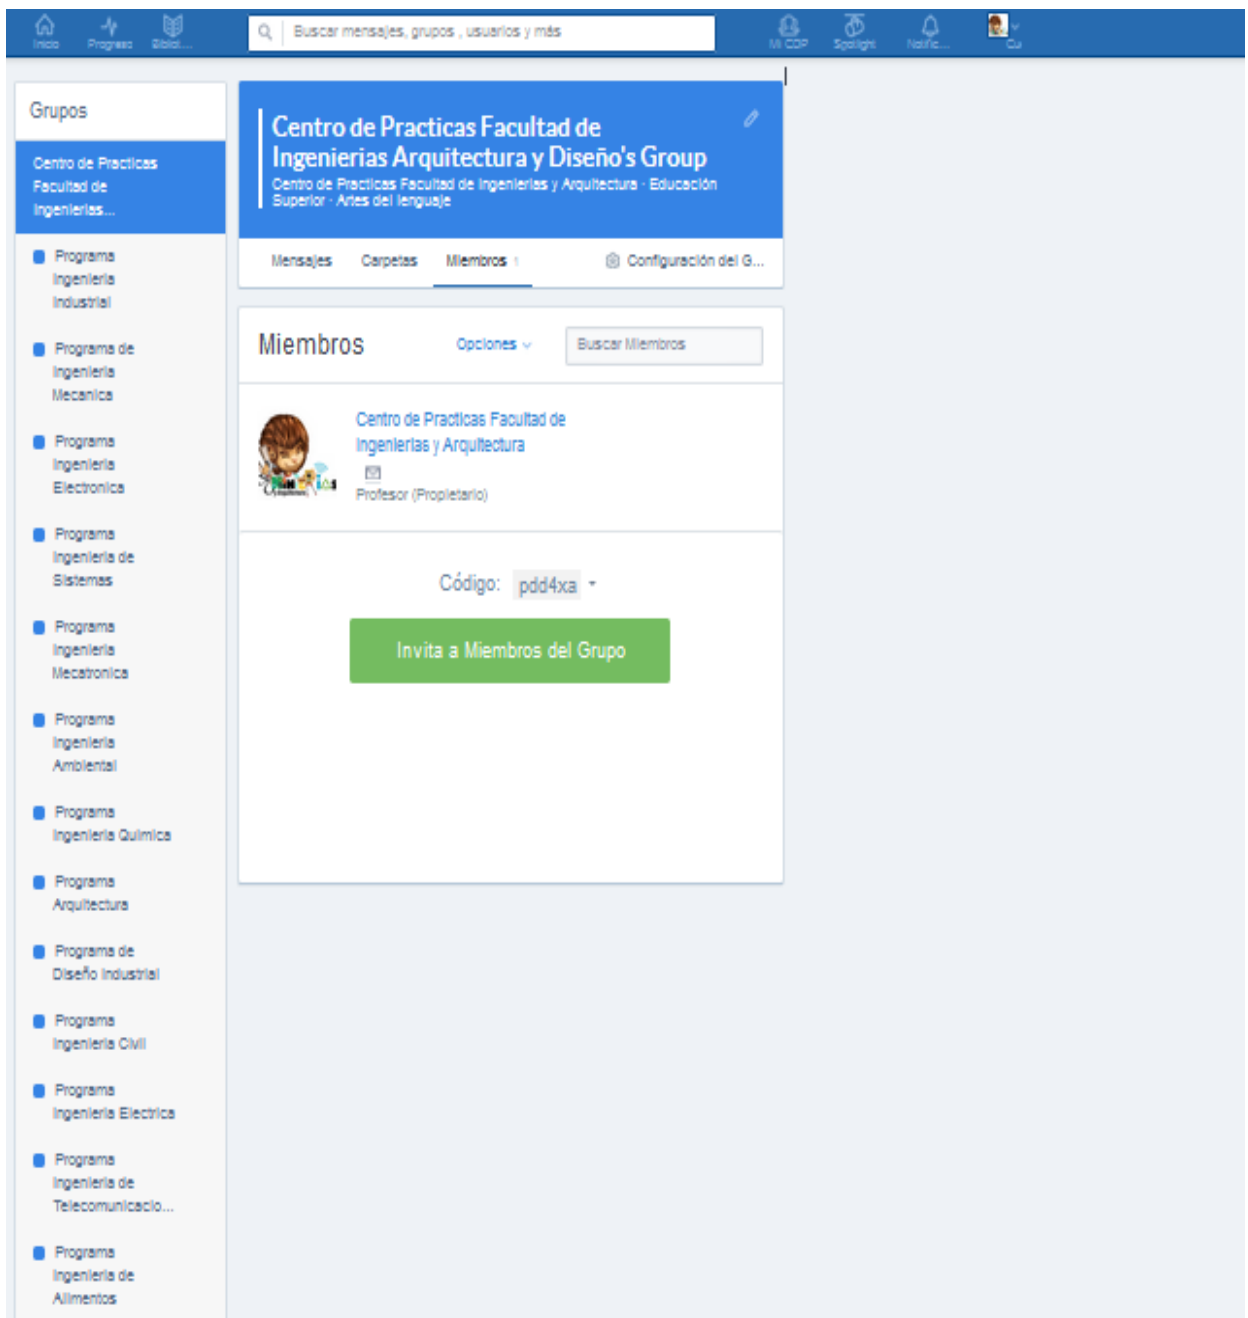 Inicio Progreso Bibliot...
Buscar mensajes, grupos , usuarios y más
Mi CDP Spotlight Notific... Cu
Grupos
Centro de Practicas
Facultad de
Ingenierias...
Programa
Ingenieria
Industrial
Programa de
Ingenieria
Mecanica
Programa
Ingenieria
Electronica
Programa
Ingenieria de
Sistemas
Programa
Ingenieria
Mecatronica
Programa
Ingenieria
Ambiental
Programa
Ingenieria Quimica
Programa
Arquitectura
Programa de
Diseño Industrial
Programa
Ingenieria Civil
Programa
Ingenieria Electrica
Programa
Ingenieria de
Telecomunicacio...
Programa
Ingenieria de
Alimentos
Centro de Practicas Facultad de
Ingenierias Arquitectura y Diseño's Group
Centro de Practicas Facultad de Ingenierias y Arquitectura · Educación
Superior · Artes del lenguaje
Mensajes Carpetas Miembros 1 Configuración del G...
Miembros Opciones Buscar Miembros
Centro de Practicas Facultad de
Ingenierias y Arquitectura
Profesor (Propietario)
Código: pdd4xa
Invita a Miembros del Grupo